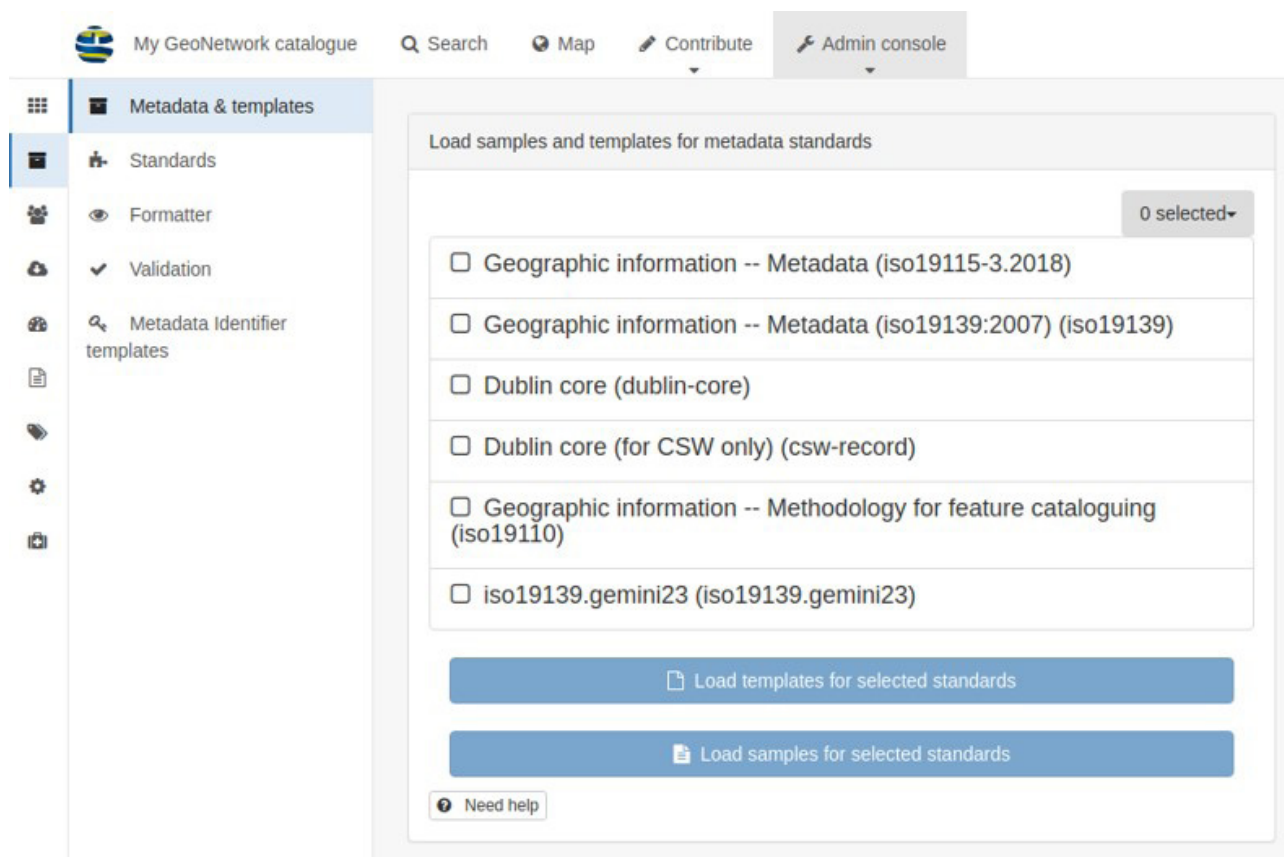 My GeoNetwork catalogue
Search
Map
Contribute
Admin console
Metadata & templates
Standards
Formatter
Validation
Metadata Identifier
templates
Load samples and templates for metadata standards
0 selected
Geographic information -- Metadata (iso19115-3.2018)
Geographic information -- Metadata (iso19139:2007) (iso19139)
Dublin core (dublin-core)
Dublin core (for CSW only) (csw-record)
Geographic information -- Methodology for feature cataloguing
(iso19110)
iso19139.gemini23 (iso19139.gemini23)
Load templates for selected standards
Load samples for selected standards
Need help